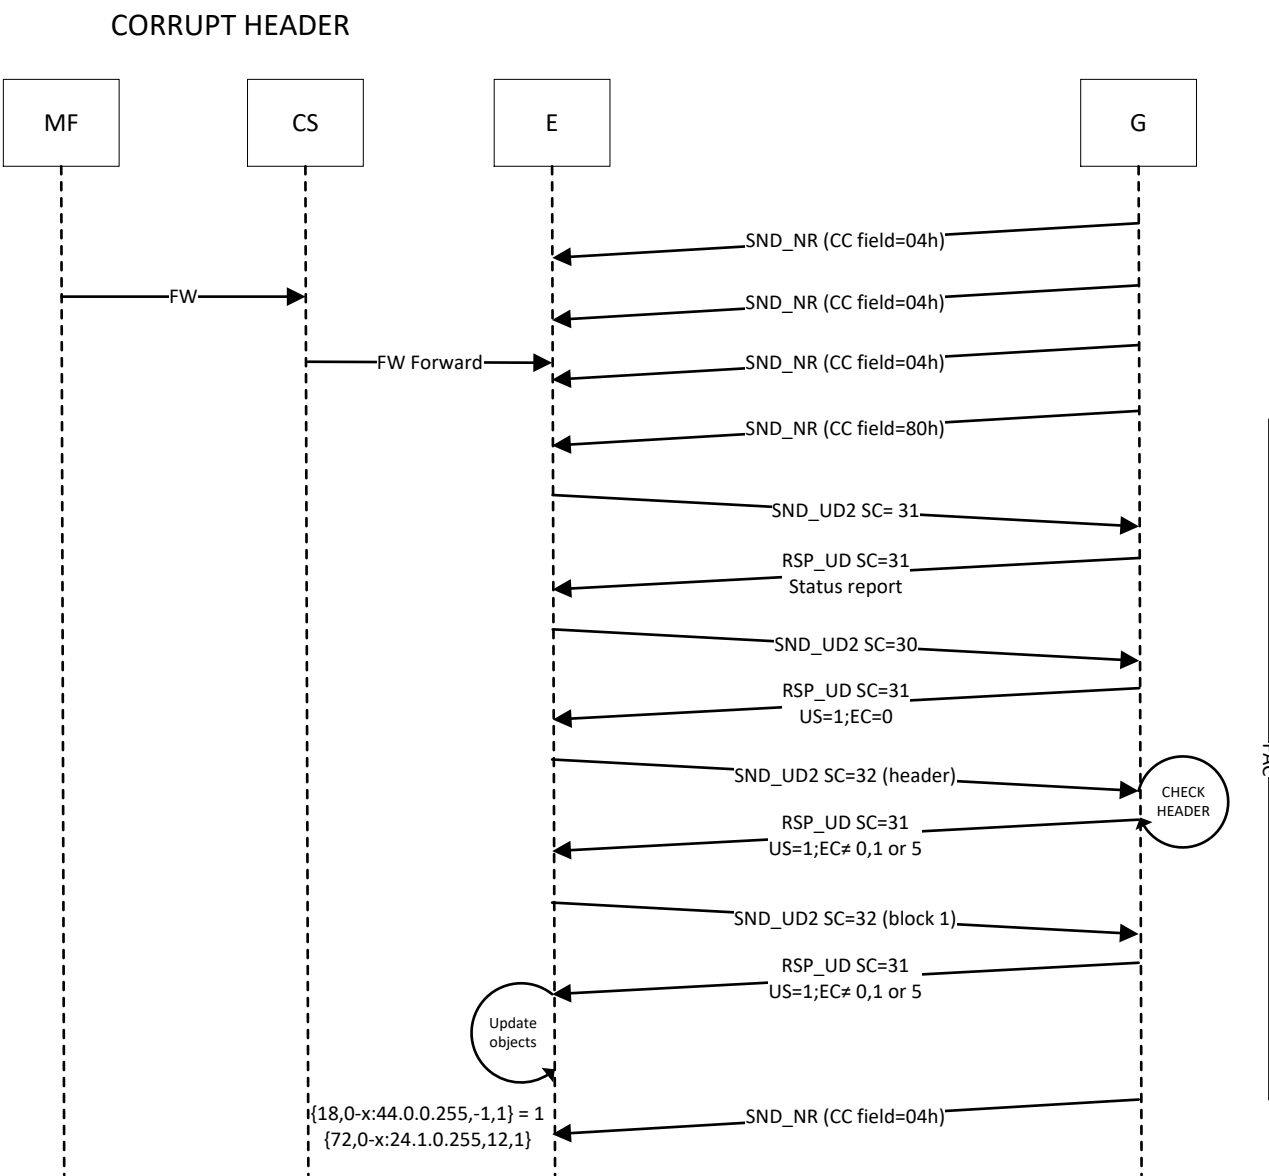 CORRUPT HEADER
MF
CS
E
G
SND_NR (CC field=04h)
FW
SND_NR (CC field=04h)
FW Forward
SND_NR (CC field=04h)
SND_NR (CC field=80h)
SND_UD2 SC= 31
RSP_UD SC=31
Status report
SND_UD2 SC=30
RSP_UD SC=31
US=1;EC=0
SND_UD2 SC=32 (header)
CHECK
HEADER
RSP_UD SC=31
US=1;EC≠ 0,1 or 5
SND_UD2 SC=32 (block 1)
RSP_UD SC=31
US=1;EC≠ 0,1 or 5
Update
objects
{18,0-x:44.0.0.255,-1,1} = 1
{72,0-x:24.1.0.255,12,1}
SND_NR (CC field=04h)